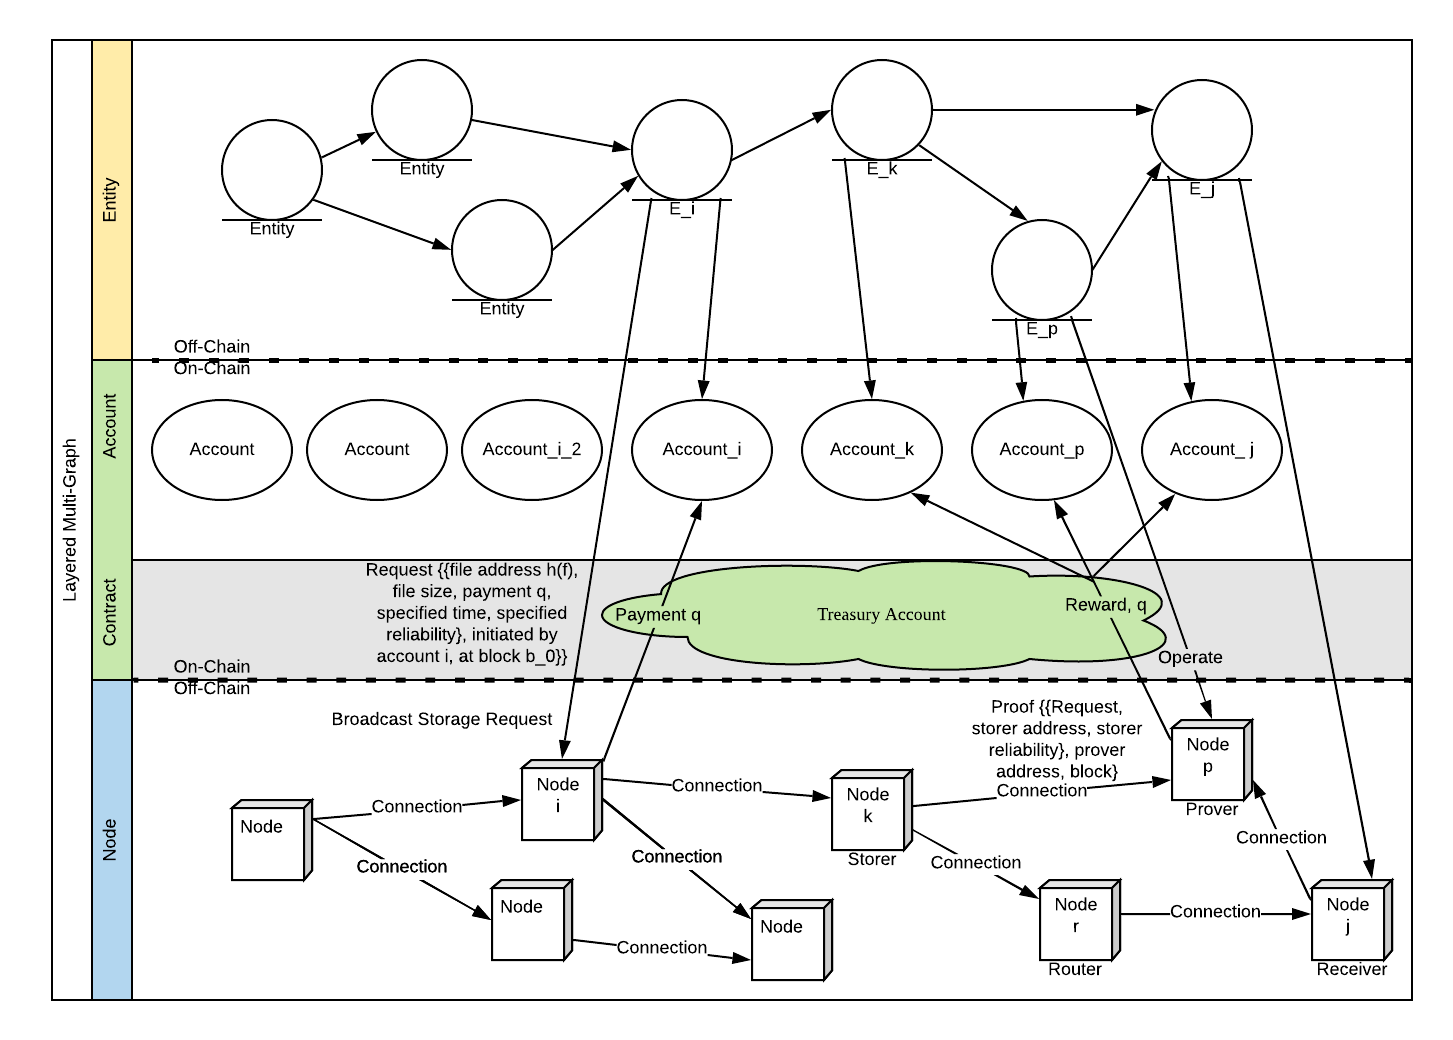 Layered Multi-Graph
Entity
Account
Contract
Node
Entity
Entity
Entity
E_i
E_k
E_p
E_j
Off-Chain
On-Chain
Account
Account
Account_i_2
Account_i
Account_k
Account_p
Account_ j
Request {{file address h(f),
file size, payment q,
specified time, specified
reliability}, initiated by
account i, at block b_0}}
Payment q
Treasury Account
Reward, q
Operate
On-Chain
Off-Chain
Broadcast Storage Request
Proof {{Request,
storer address, storer
reliability}, prover
address, block}
Connection
Node
p
Prover
Node
i
Connection
Node
k
Storer
Connection
Node
Connection
Connection
Connection
Connection
Node
Connection
Node
Node
r
Router
Connection
Node
j
Receiver
Connection